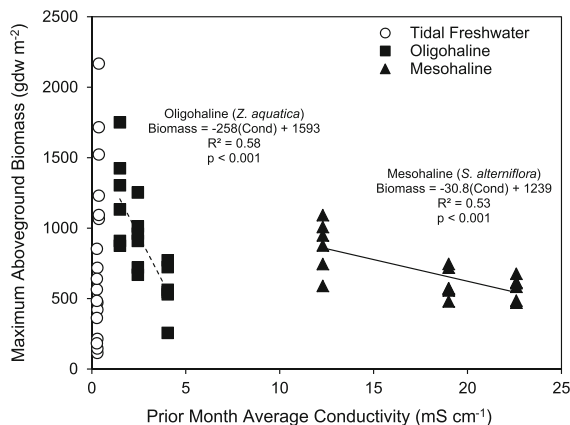 2500
2000
1500
1000
500
0
Maximum Aboveground Biomass (gdw m-2)
Tidal Freshwater
Oligohaline
Mesohaline
Oligohaline (Z. aquatica)
Biomass = -258(Cond) + 1593
R² = 0.58
p < 0.001
Mesohaline (S. alterniflora)
Biomass = -30.8(Cond) + 1239
R² = 0.53
p < 0.001
0 5 10 15 20 25
Prior Month Average Conductivity (mS cm-1)